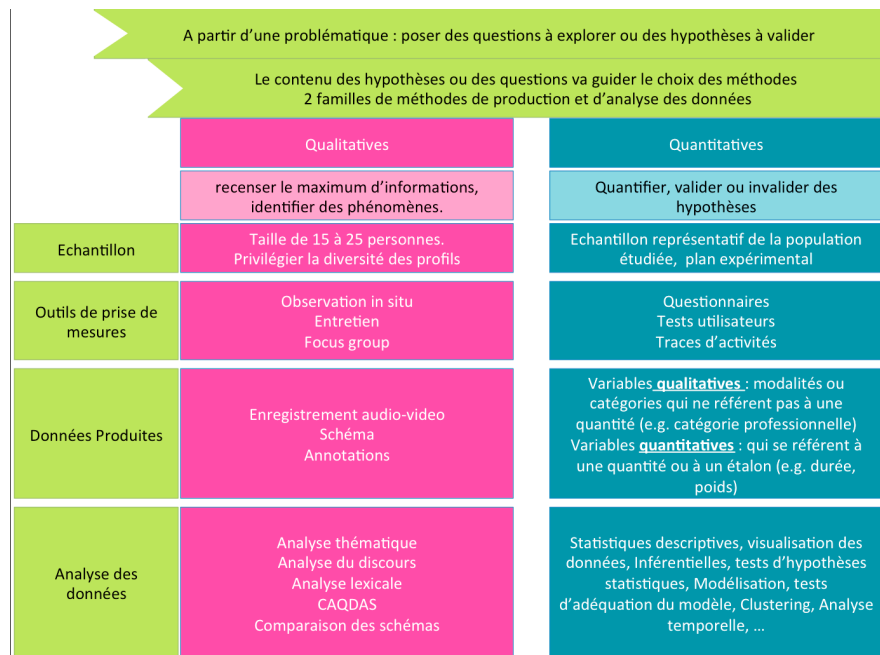 A partir d’une problématique : poser des questions à explorer ou des hypothèses à valider
Le contenu des hypothèses ou des questions va guider le choix des méthodes
2 familles de méthodes de production et d’analyse des données
Qualitatives
Quantitatives
recenser le maximum d’informations,
identifier des phénomènes.
Quantifier, valider ou invalider des
hypothèses
Echantillon
Taille de 15 à 25 personnes.
Privilégier la diversité des profils
Echantillon représentatif de la population
étudiée, plan expérimental
Outils de prise de
mesures
Observation in situ
Entretien
Focus group
Questionnaires
Tests utilisateurs
Traces d’activités
Données Produites
Enregistrement audio-video
Schéma
Annotations
Variables qualitatives : modalités ou
catégories qui ne référent pas à une
quantité (e.g. catégorie professionnelle)
Variables quantitatives : qui se référent à
une quantité ou à un étalon (e.g. durée,
poids)
Analyse des
données
Analyse thématique
Analyse du discours
Analyse lexicale
CAQDAS
Comparaison des schémas
Statistiques descriptives, visualisation des
données, Inférentielles, tests d’hypothèses
statistiques, Modélisation, tests
d’adéquation du modèle, Clustering, Analyse
temporelle, …